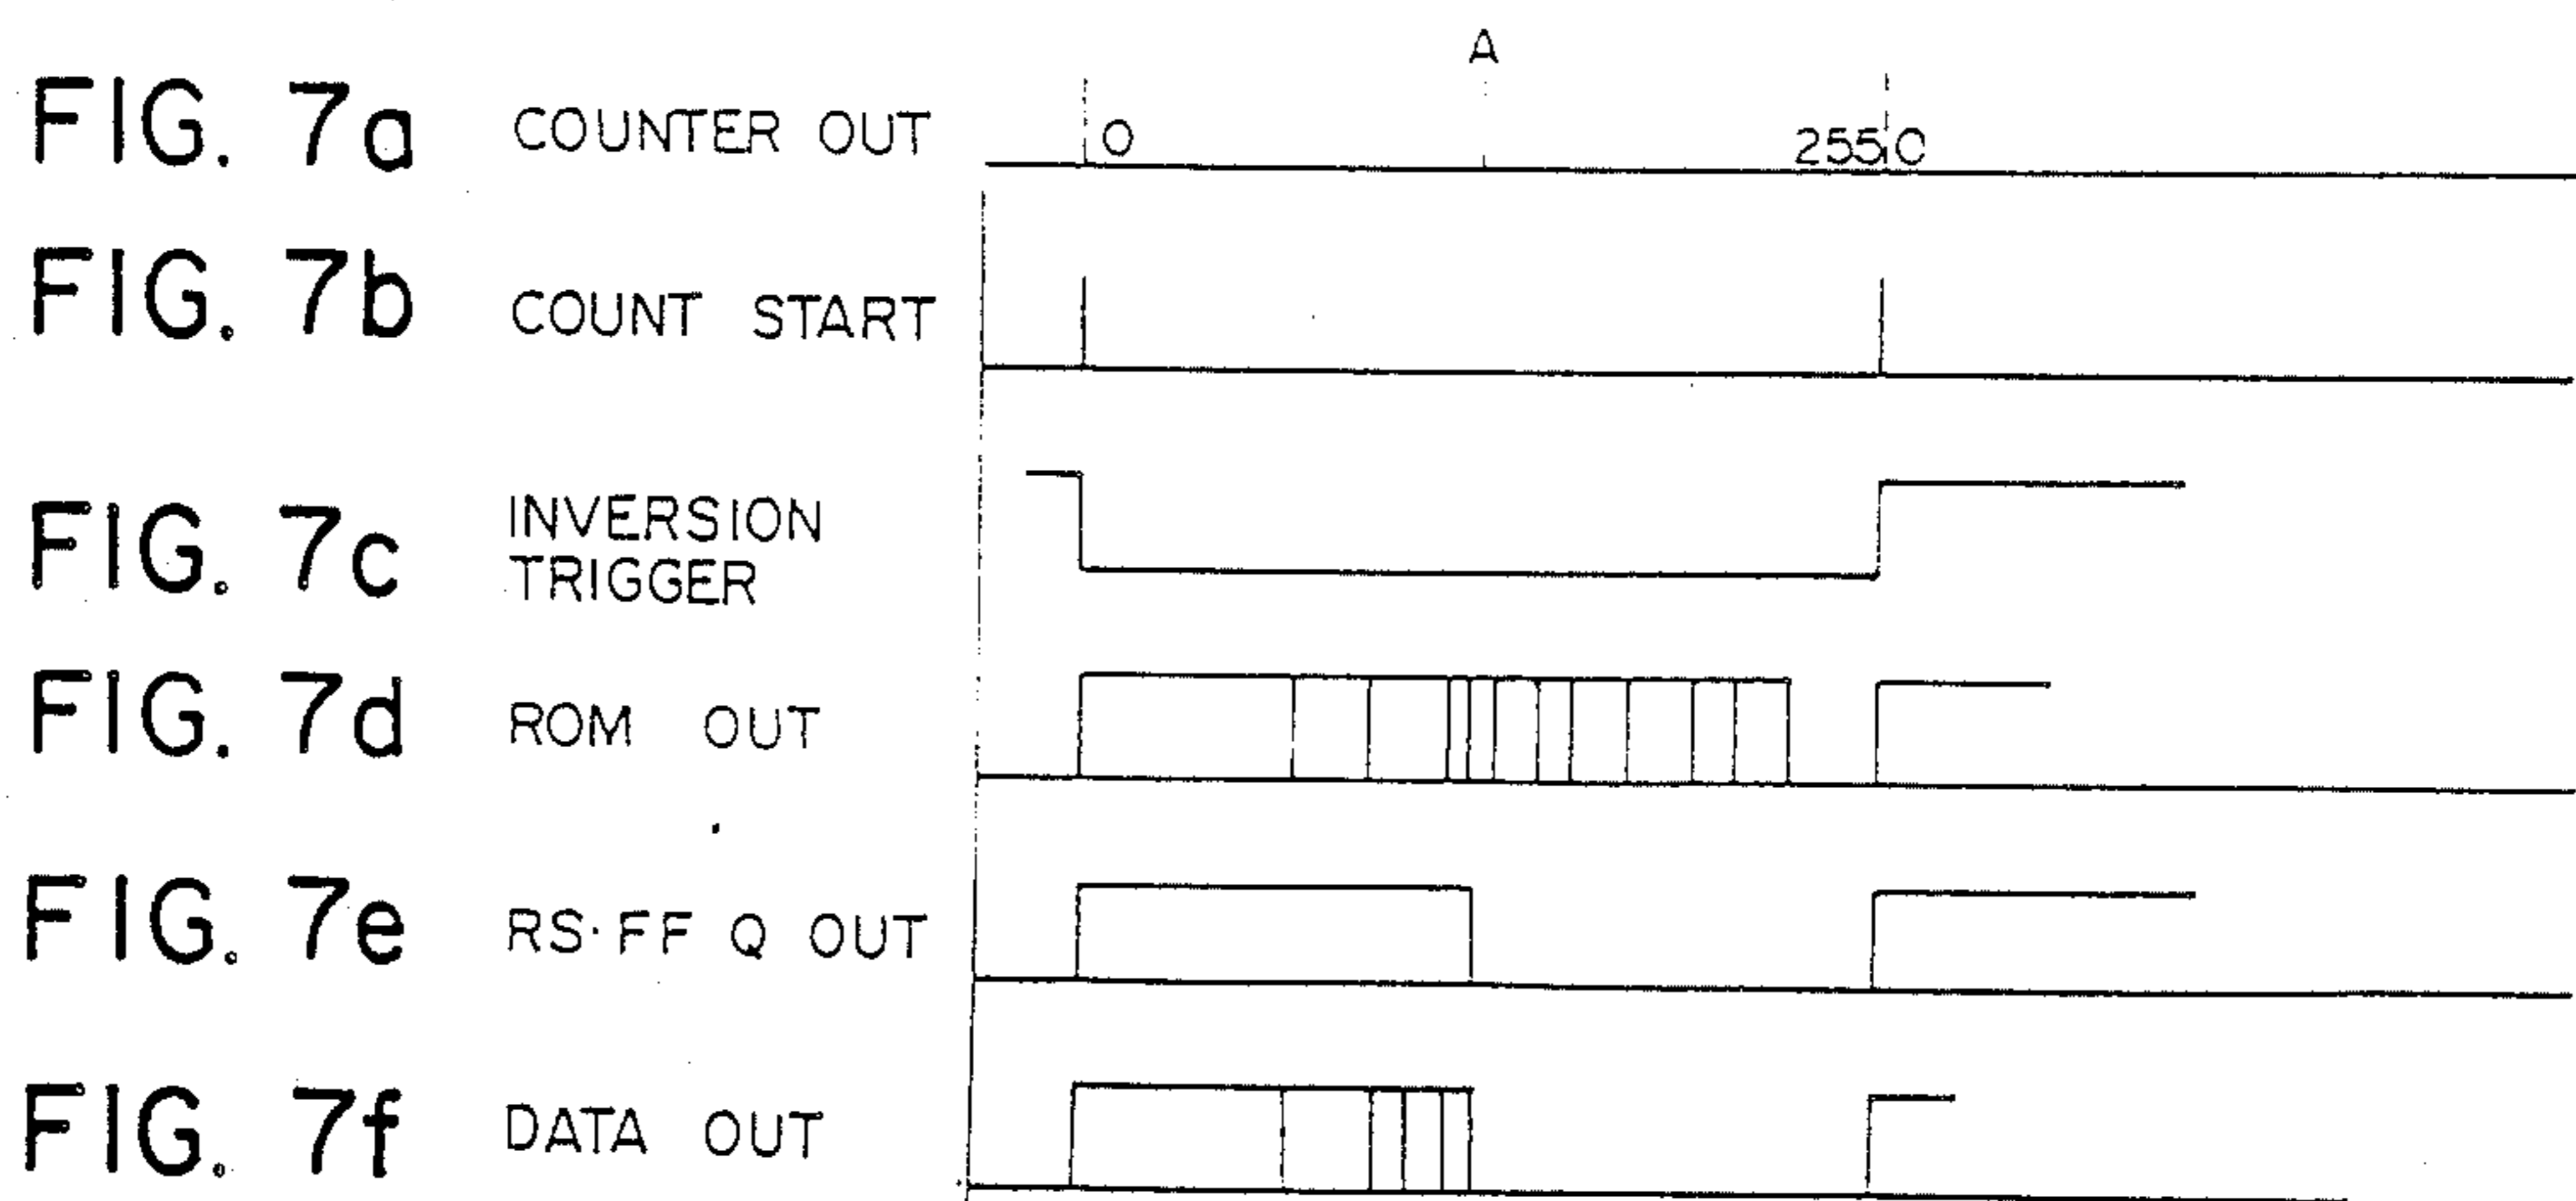 A
FIG. 7a COUNTER OUT 0 255 0
FIG. 7b COUNT START
FIG. 7c INVERSION
TRIGGER
FIG. 7d ROM OUT
FIG. 7e RS·FF Q OUT
FIG. 7f DATA OUT